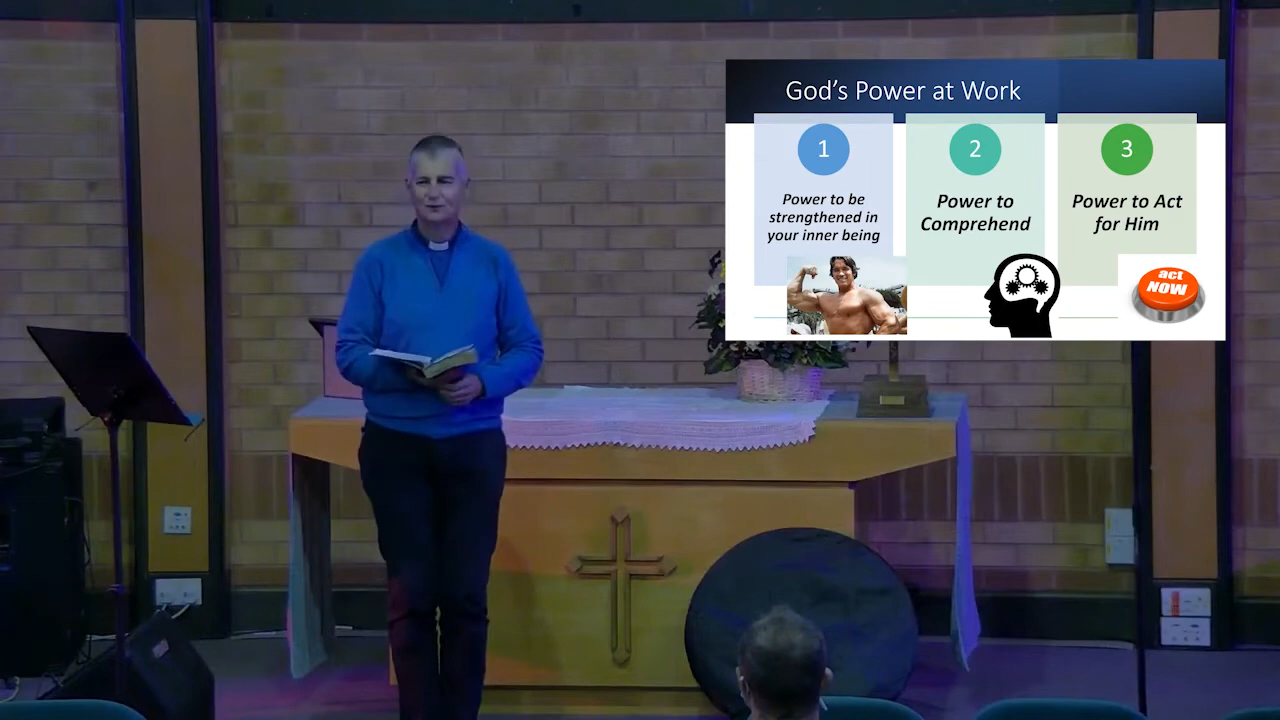 God's Power at Work
1
Power to be
strengthened in
your inner being
2
Power to
Comprehend
3
Power to Act
for Him
act
NOW